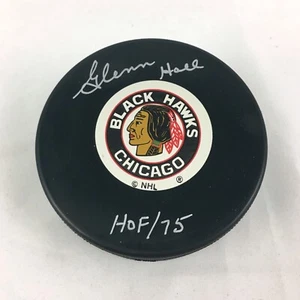 Glenn Hall
BLACK HAWKS
CHICAGO
© NHL ®
HOF/75